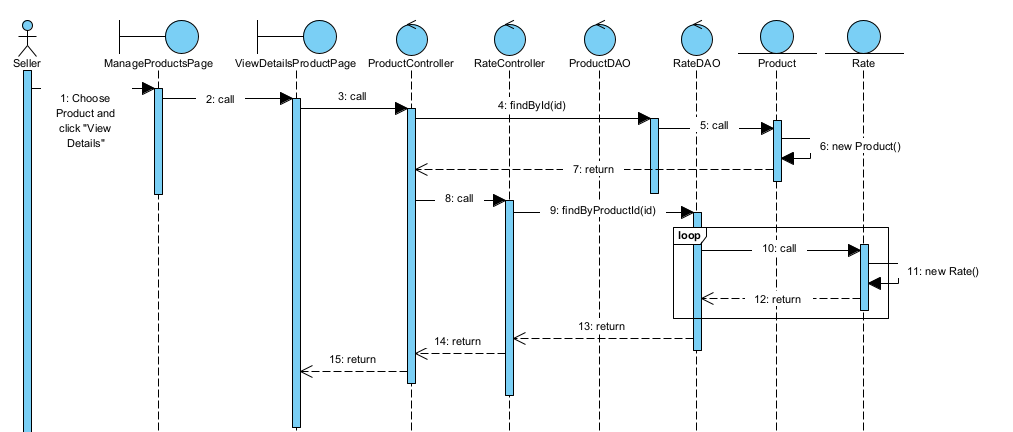 Seller
ManageProductsPage
ViewDetailsProductPage
ProductController
RateController
ProductDAO
RateDAO
Product
Rate
1: Choose
Product and
click "View
Details"
2: call
3: call
4: findById(id)
5: call
6: new Product()
7: return
8: call
9: findByProductId(id)
loop
10: call
11: new Rate()
12: return
13: return
14: return
15: return